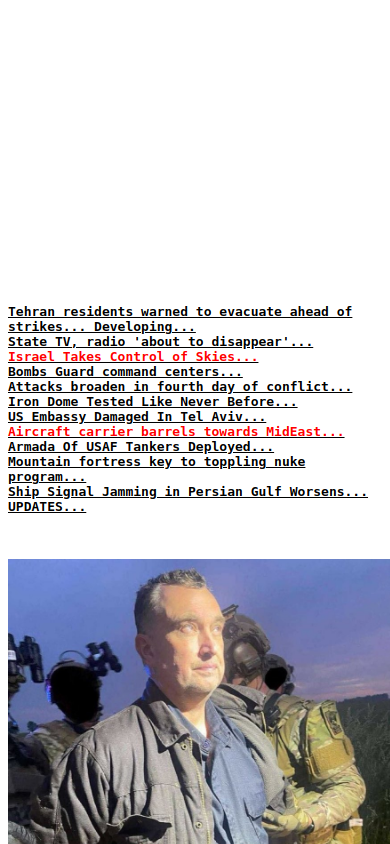 Tehran residents warned to evacuate ahead of
strikes... Developing...
State TV, radio 'about to disappear'...
Israel Takes Control of Skies...
Bombs Guard command centers...
Attacks broaden in fourth day of conflict...
Iron Dome Tested Like Never Before...
US Embassy Damaged In Tel Aviv...
Aircraft carrier barrels towards MidEast...
Armada Of USAF Tankers Deployed...
Mountain fortress key to toppling nuke
program...
Ship Signal Jamming in Persian Gulf Worsens...
UPDATES...